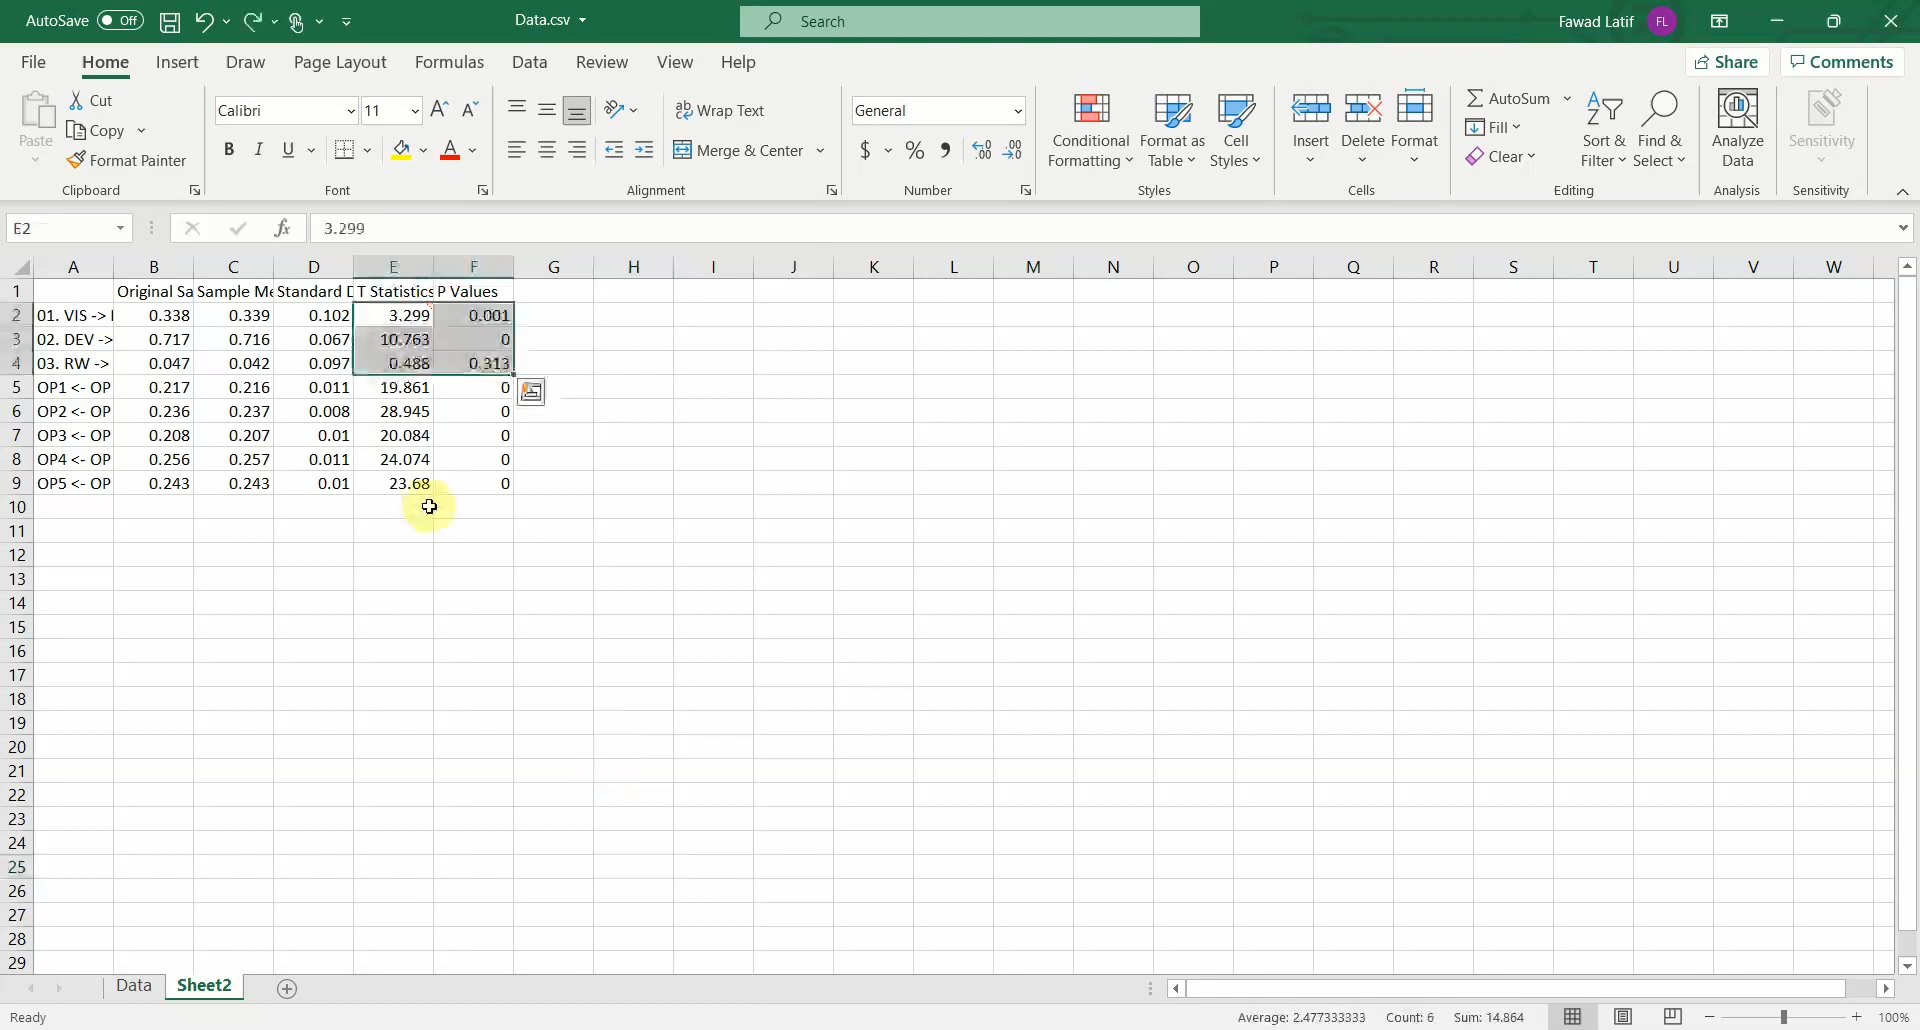 AutoSave Off Data.csv Search Fawad Latif FL
File Home Insert Draw Page Layout Formulas Data Review View Help Share Comments
Paste Cut Copy Format Painter Clipboard
Calibri 11 B I U A Font
Wrap Text Merge & Center Alignment
General $ % Number
Conditional Formatting Format as Table Cell Styles Styles
Insert Delete Format Cells
AutoSum Fill Clear Sort & Filter Find & Select Editing
Analyze Data Analysis
Sensitivity Sensitivity
E2 fx 3.299
A B C D E F G H I J K L M N O P Q R S T U V W
1 Original Sa Sample Me Standard D T Statistics P Values
2 01. VIS -> 0.338 0.339 0.102 3.299 0.001
3 02. DEV -> 0.717 0.716 0.067 10.763 0
4 03. RW -> 0.047 0.042 0.097 0.488 0.313
5 OP1 <- OP 0.217 0.216 0.011 19.861 0
6 OP2 <- OP 0.236 0.237 0.008 28.945 0
7 OP3 <- OP 0.208 0.207 0.01 20.084 0
8 OP4 <- OP 0.256 0.257 0.011 24.074 0
9 OP5 <- OP 0.243 0.243 0.01 23.68 0
10
11
12
13
14
15
16
17
18
19
20
21
22
23
24
25
26
27
28
29
Data Sheet2
Ready Average: 2.477333333 Count: 6 Sum: 14.864 100%